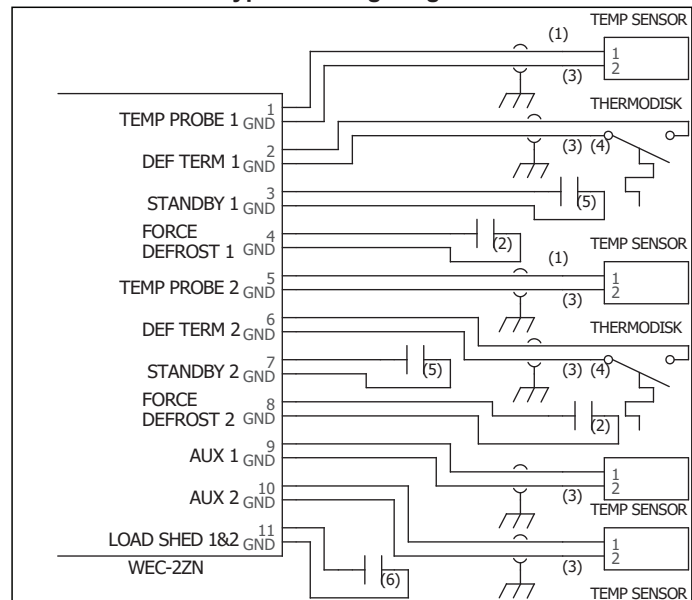 TEMP SENSOR
(1)
1
2
(3)
THERMODISK
1
TEMP PROBE 1 GND
2
(3) (4)
DEF TERM 1 GND
3
STANDBY 1 GND
(5)
FORCE 4
DEFROST 1 GND
(2)
TEMP SENSOR
(1)
5
TEMP PROBE 2 GND
1
2
(3)
6
DEF TERM 2 GND
THERMODISK
7
STANDBY 2 GND
(5)
(3) (4)
FORCE 8
DEFROST 2 GND
(2)
9
AUX 1 GND
1
2
(3)
TEMP SENSOR
10
AUX 2 GND
11
LOAD SHED 1&2 GND
1
2
(3)
WEC-2ZN
(6)
TEMP SENSOR